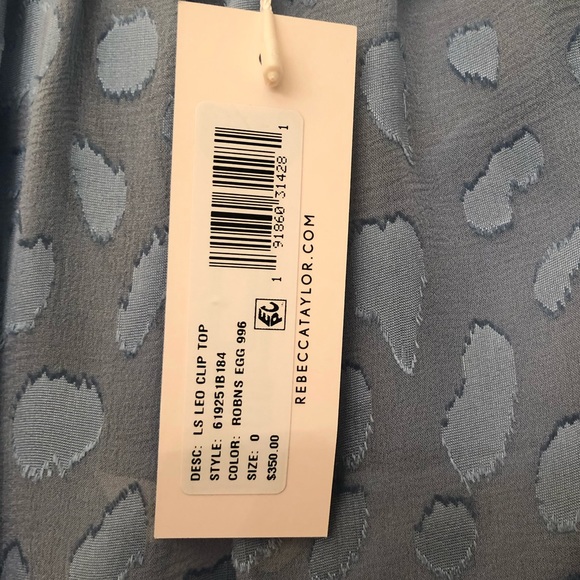 1 91860 31428 1
EPC
DESC: LS LEO CLIP TOP
STYLE: 619251B184
COLOR: ROBNS EGG 996
SIZE: 0
$350.00
REBECCATAYLOR.COM